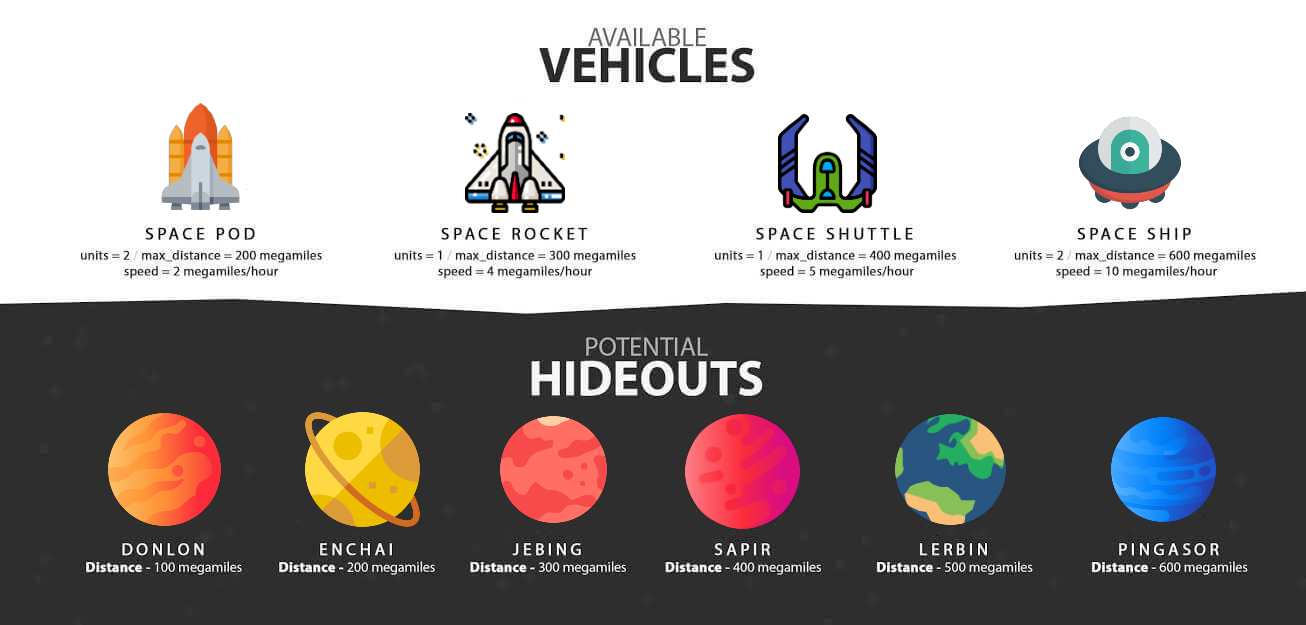 AVAILABLE
VEHICLES
SPACE POD
units = 2 / max_distance = 200 megamiles
speed = 2 megamiles/hour
SPACE ROCKET
units = 1 / max_distance = 300 megamiles
speed = 4 megamiles/hour
SPACE SHUTTLE
units = 1 / max_distance = 400 megamiles
speed = 5 megamiles/hour
SPACE SHIP
units = 2 / max_distance = 600 megamiles
speed = 10 megamiles/hour
POTENTIAL
HIDEOUTS
DONLON
Distance - 100 megamiles
ENCHAI
Distance - 200 megamiles
JEBING
Distance - 300 megamiles
SAPIR
Distance - 400 megamiles
LERBIN
Distance - 500 megamiles
PINGASOR
Distance - 600 megamiles